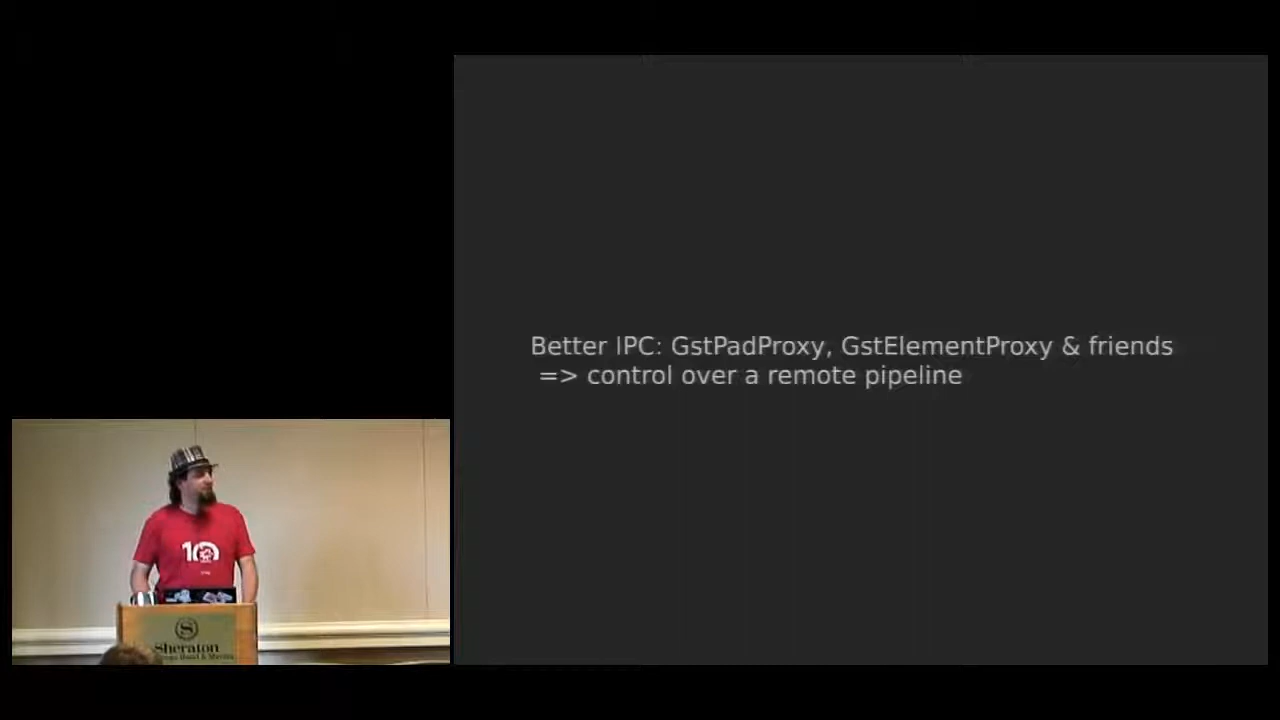 Better IPC: GstPadProxy, GstElementProxy & friends
=> control over a remote pipeline
10
S
Sheraton